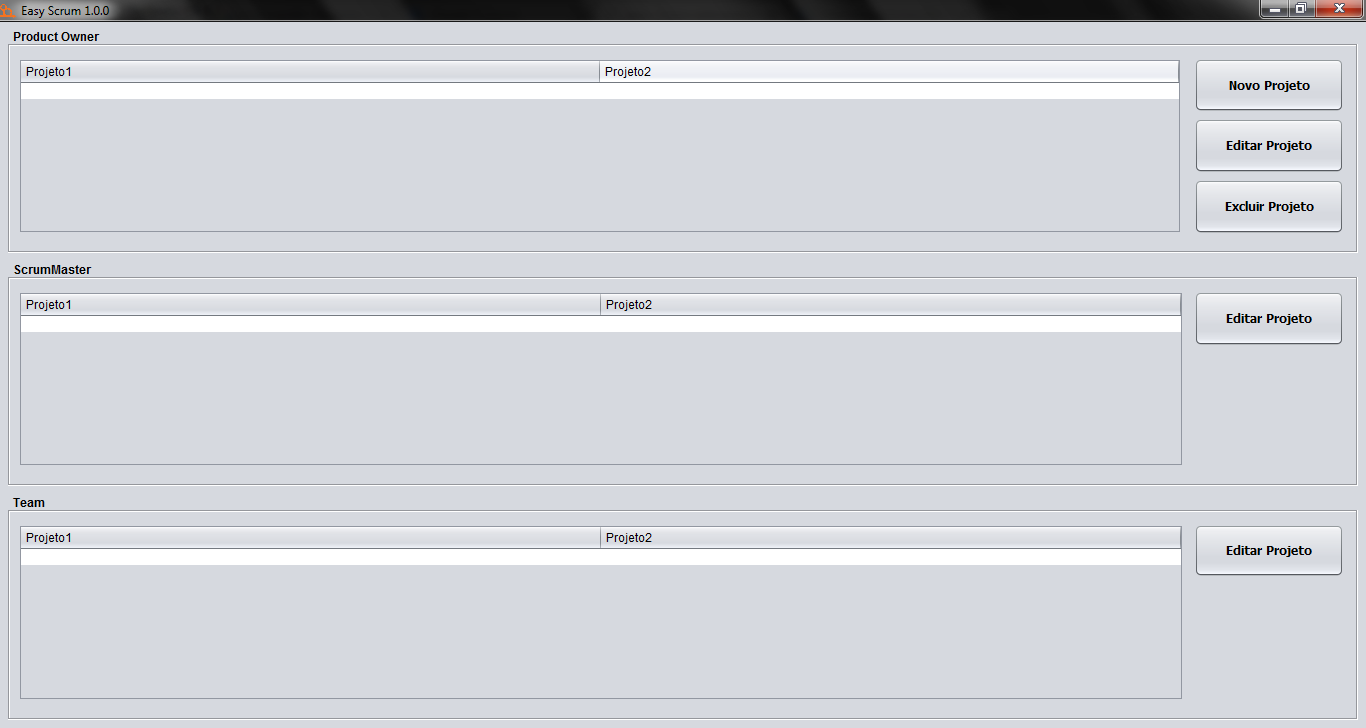 Easy Scrum 1.0.0
Product Owner
Projeto1 Projeto2
Novo Projeto
Editar Projeto
Excluir Projeto
ScrumMaster
Projeto1 Projeto2
Editar Projeto
Team
Projeto1 Projeto2
Editar Projeto